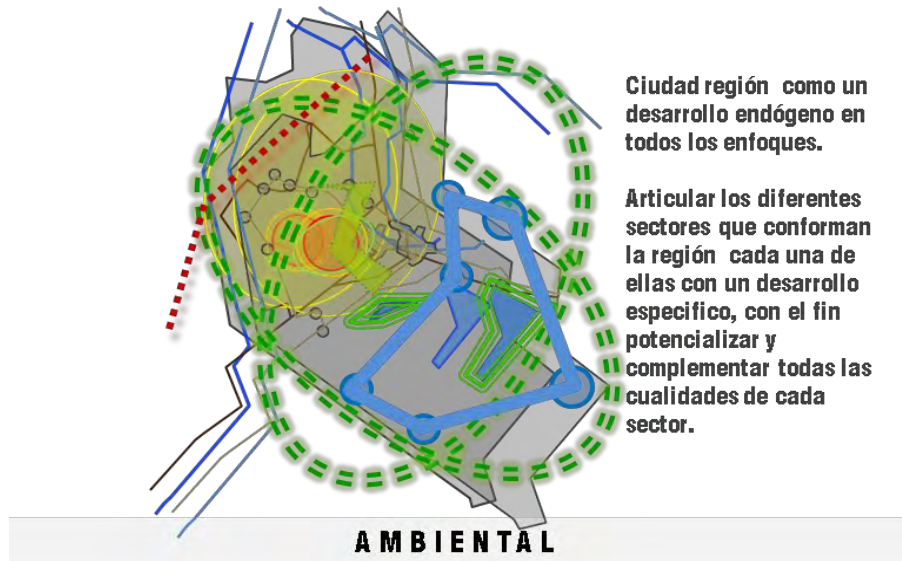 Ciudad región como un
desarrollo endógeno en
todos los enfoques.
Articular los diferentes
sectores que conforman
la región cada una de
ellas con un desarrollo
especifico, con el fin
potencializar y
complementar todas las
cualidades de cada
sector.
AMBIENTAL